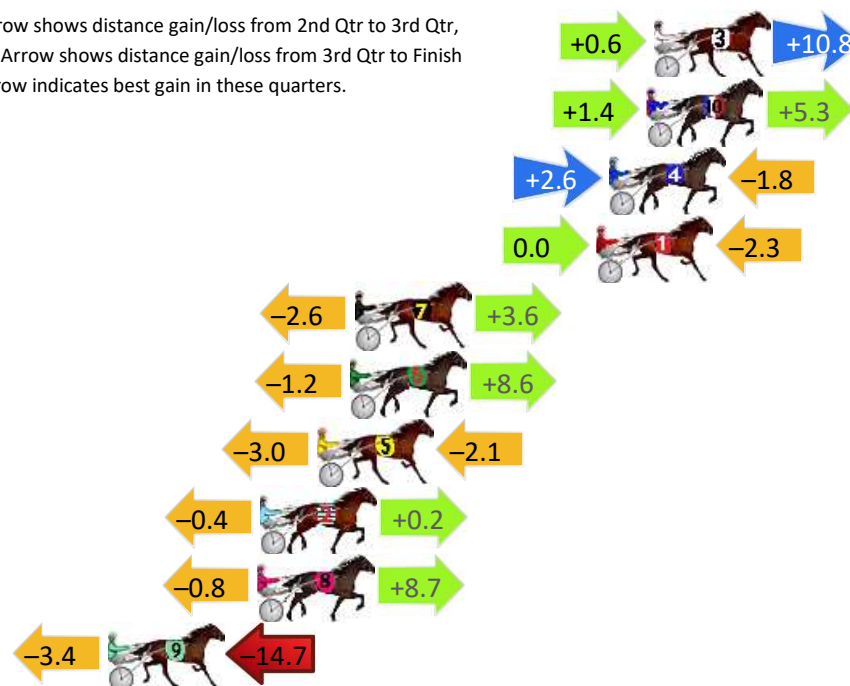 row shows distance gain/loss from 2nd Qtr to 3rd Qtr,
Arrow shows distance gain/loss from 3rd Qtr to Finish
row indicates best gain in these quarters.
+0.6 3 +10.8
+1.4 10 +5.3
+2.6 4 –1.8
0.0 1 –2.3
–2.6 7 +3.6
–1.2 6 +8.6
–3.0 5 –2.1
–0.4 2 +0.2
–0.8 8 +8.7
–3.4 9 –14.7